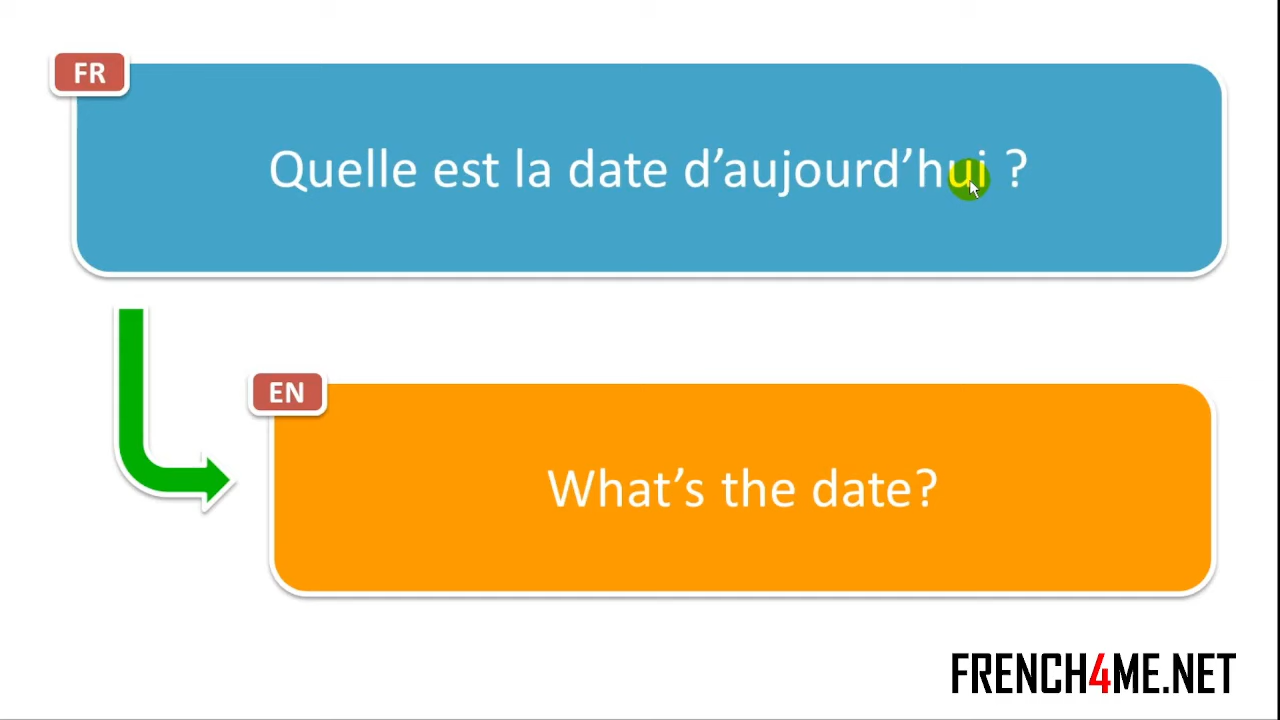 FR
Quelle est la date d’aujourd’hui ?
EN
What’s the date?
FRENCH4ME.NET